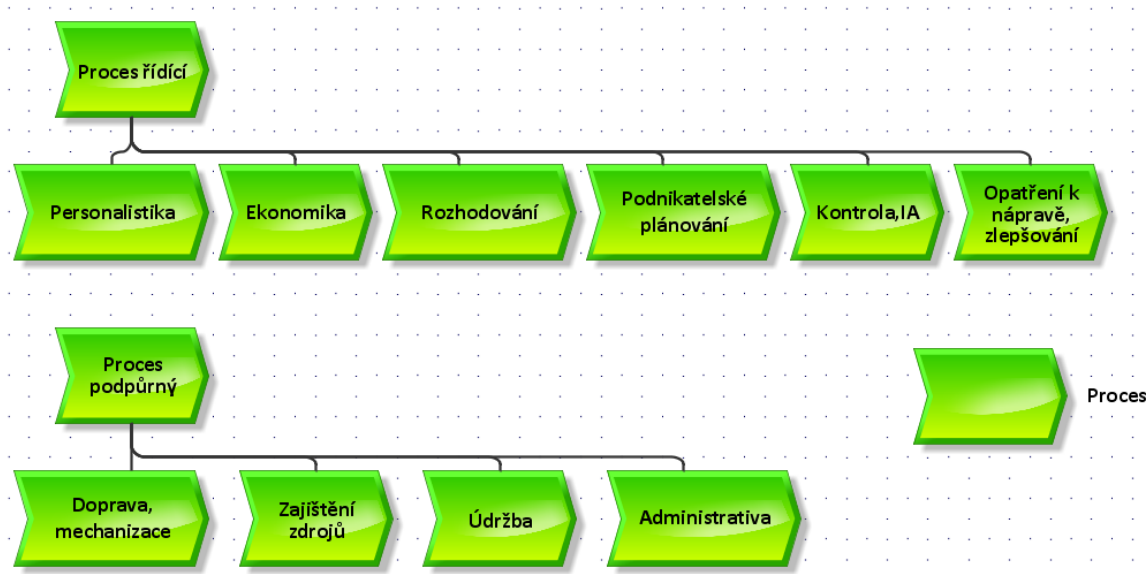 Proces řídící
Personalistika
Ekonomika
Rozhodování
Podnikatelské
plánování
Kontrola,IA
Opatření k
nápravě,
zlepšování
Proces
podpůrný
Proces
Doprava,
mechanizace
Zajištění
zdrojů
Údržba
Administrativa